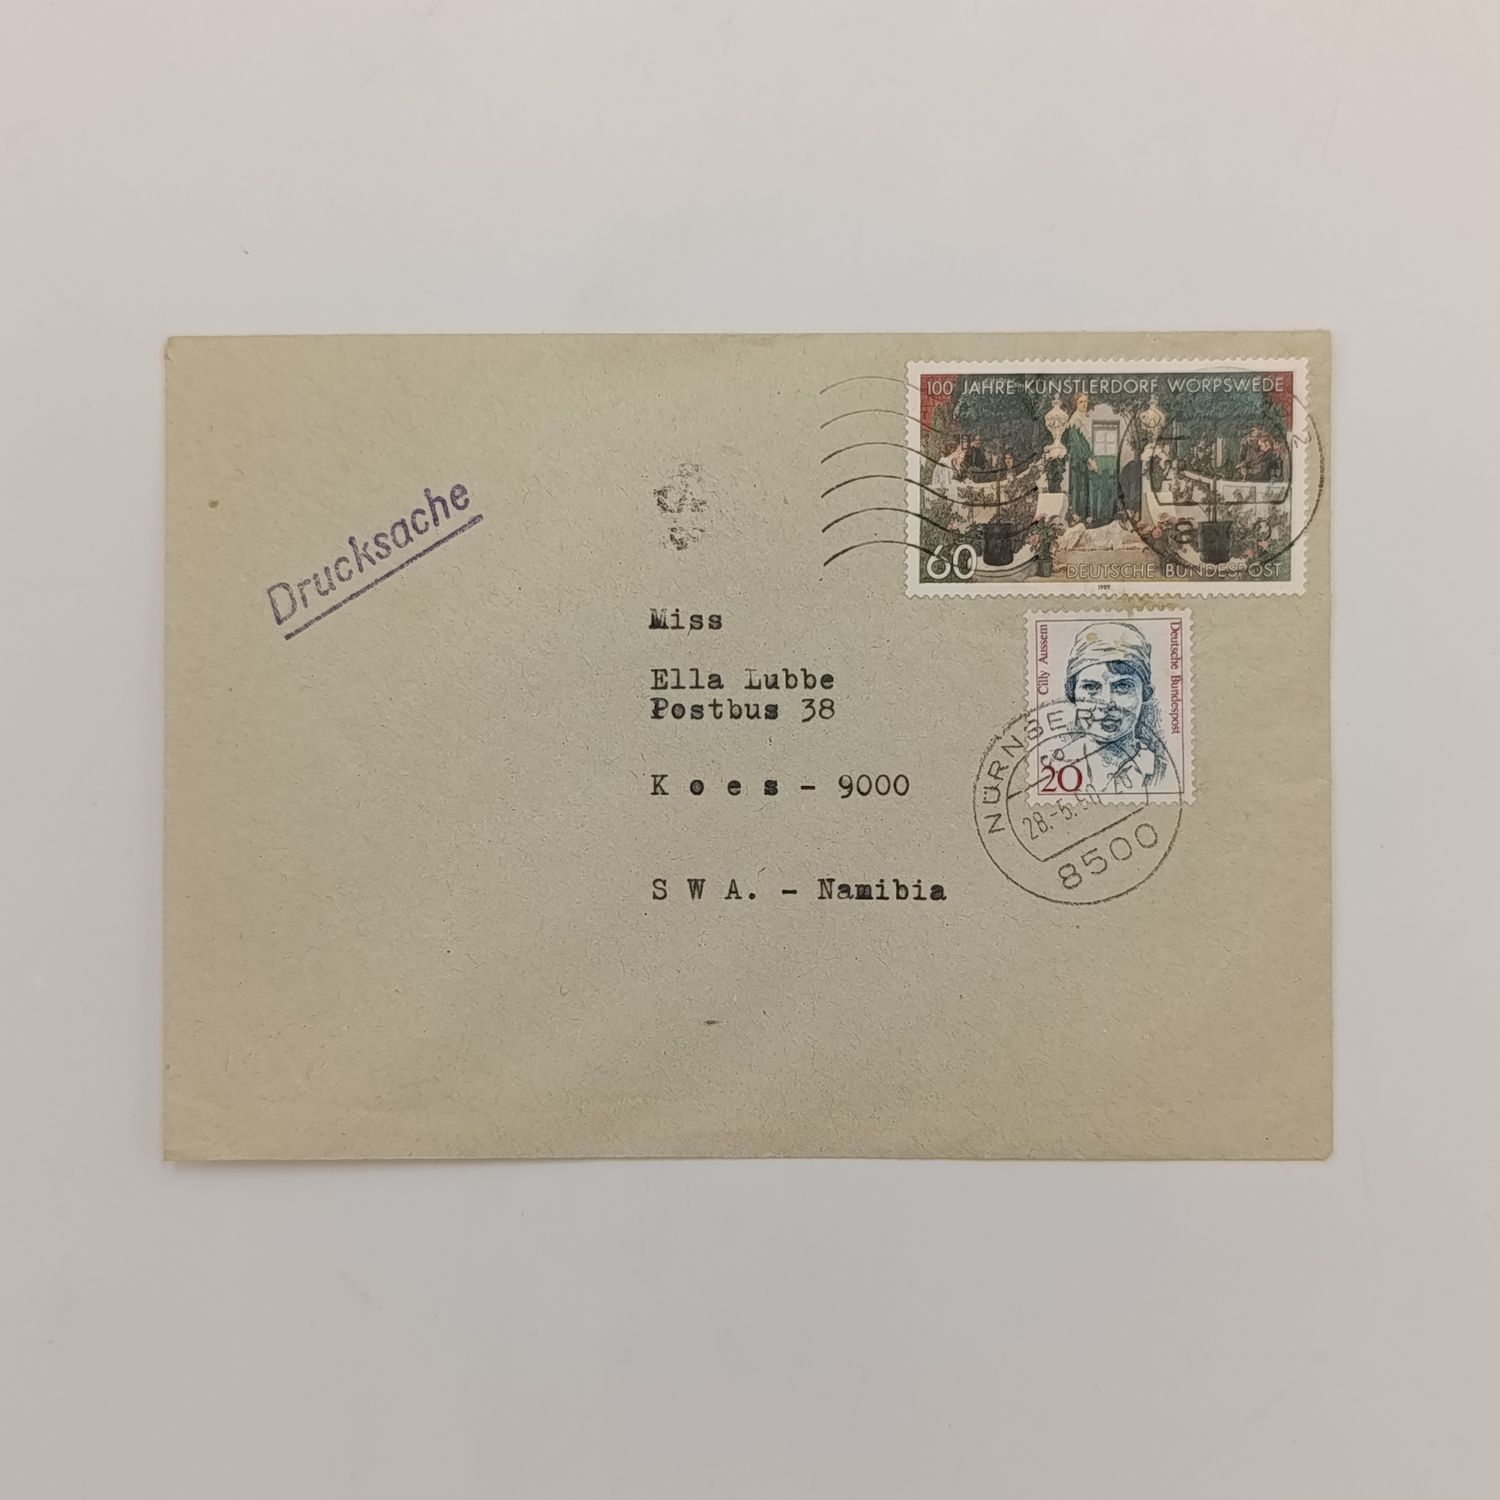 100 JAHRE KÜNSTLERDORF WORPSWEDE
60
DEUTSCHE BUNDESPOST
1989
Drucksache
Miss
Ella Lubbe
Postbus 38
K o e s - 9000
S W A. - Namibia
Cilly Aussem
Deutsche Bundespost
20
NÜRNBERG
8500